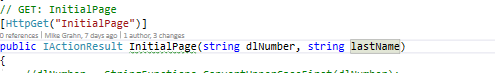 // GET: InitialPage
[HttpGet("InitialPage")]
0 references | Mike Grahn, 7 days ago | 1 author, 3 changes
public IActionResult InitialPage(string dlNumber, string lastName)
{